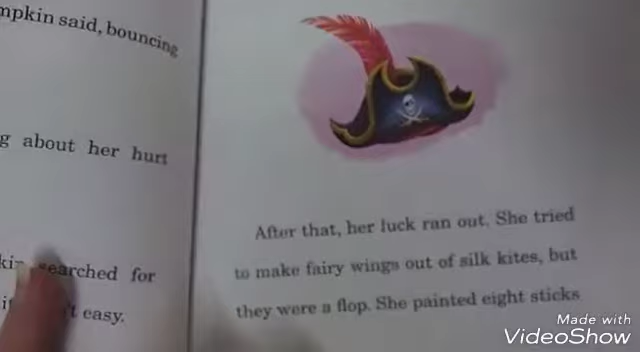 said, bouncing
about her hurt
searched for
easy.
After that, her luck ran out. She tried
to make fairy wings out of silk kites, but
they were a flop. She painted eight sticks
Made with
VideoShow